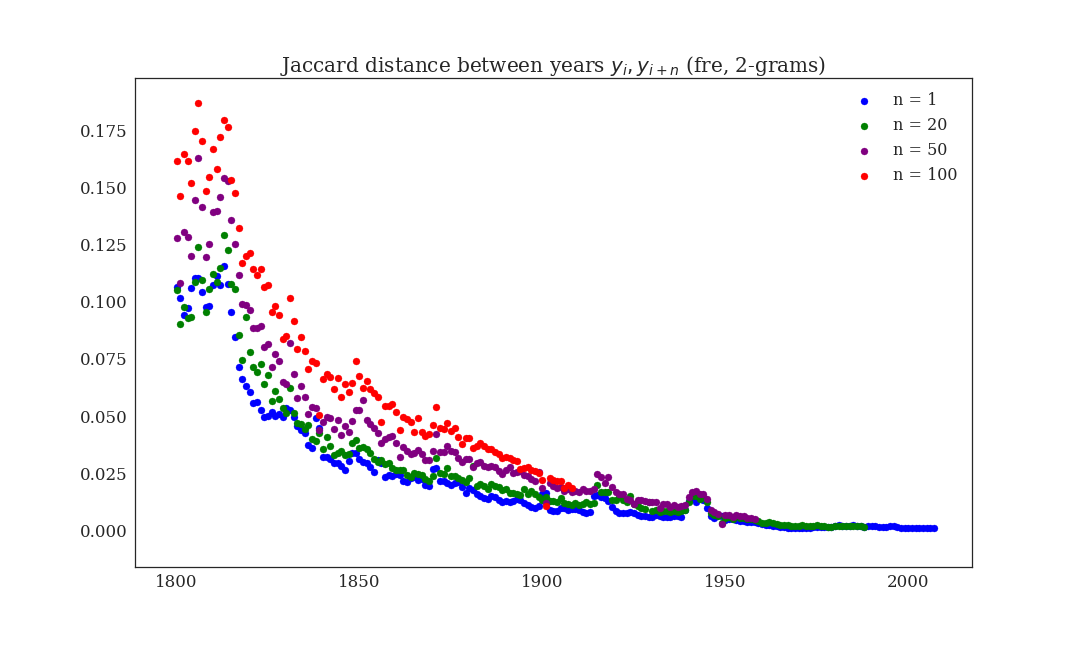 Jaccard distance between years $y_i, y_{i+n}$ (fre, 2-grams)
n = 1
n = 20
n = 50
n = 100
0.175
0.150
0.125
0.100
0.075
0.050
0.025
0.000
1800 1850 1900 1950 2000